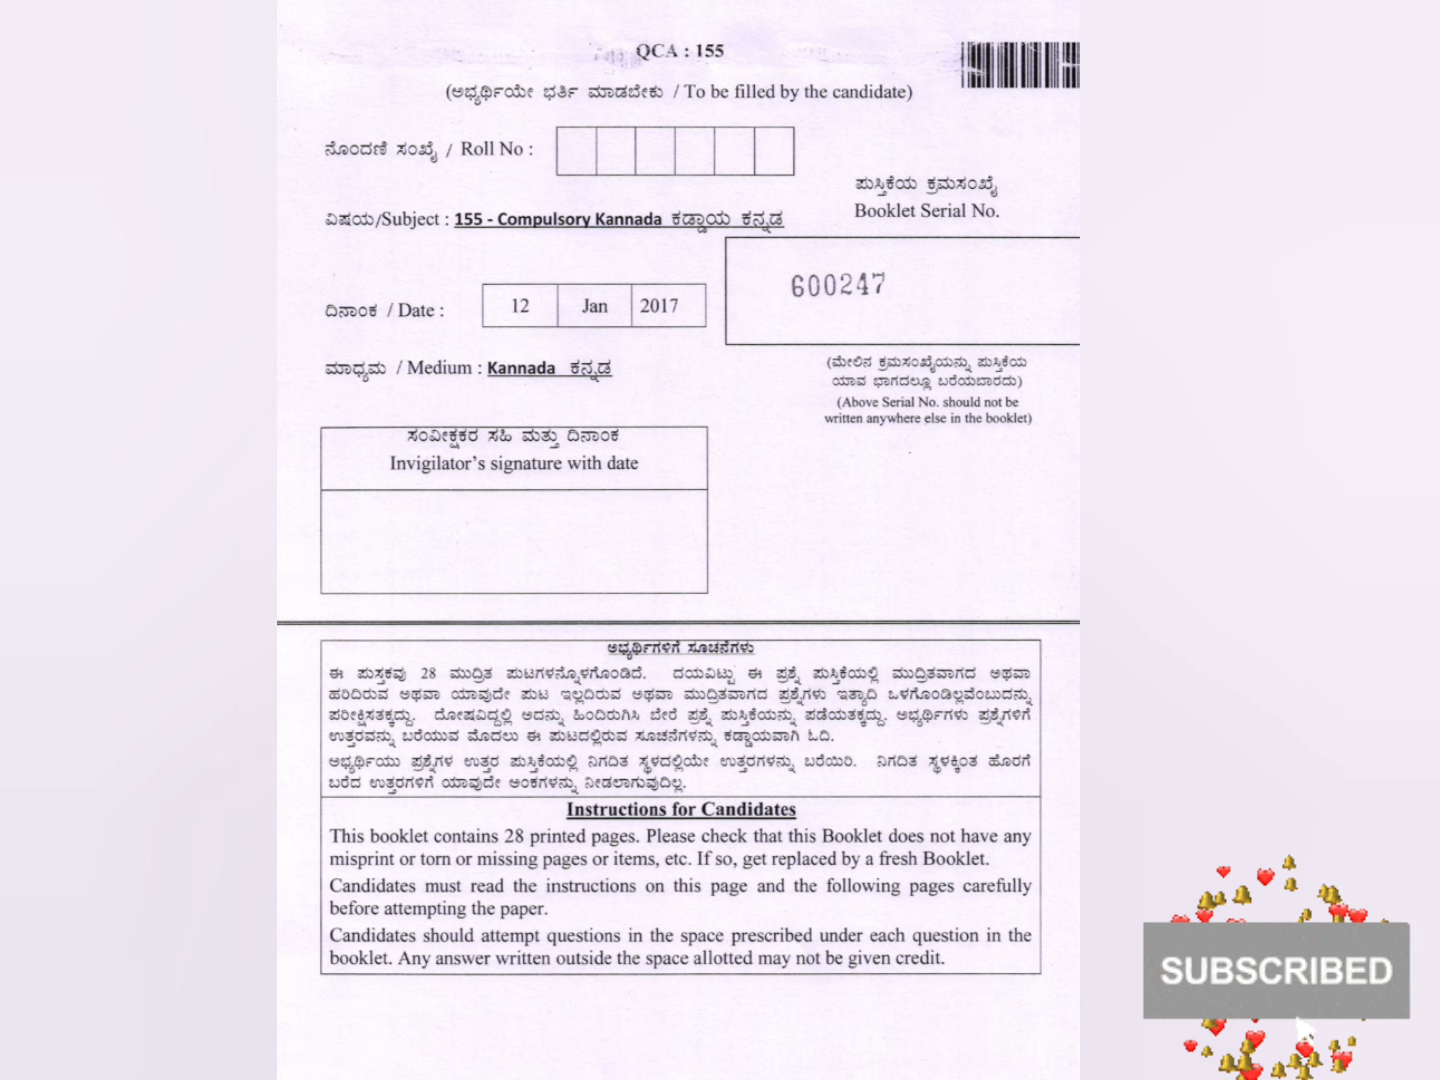 QCA : 155
(ಅಭ್ಯರ್ಥಿಯೇ ಭರ್ತಿ ಮಾಡಬೇಕು / To be filled by the candidate)
ನೊಂದಣಿ ಸಂಖ್ಯೆ / Roll No :
ಪುಸ್ತಿಕೆಯ ಕ್ರಮಸಂಖ್ಯೆ
Booklet Serial No.
ವಿಷಯ/Subject : 155 - Compulsory Kannada ಕಡ್ಡಾಯ ಕನ್ನಡ
600247
ದಿನಾಂಕ / Date : 12 Jan 2017
ಮಾಧ್ಯಮ / Medium : Kannada ಕನ್ನಡ
(ಮೇಲಿನ ಕ್ರಮಸಂಖ್ಯೆಯನ್ನು ಪುಸ್ತಿಕೆಯ
ಯಾವ ಭಾಗದಲ್ಲೂ ಬರೆಯಬಾರದು)
(Above Serial No. should not be
written anywhere else in the booklet)
ಸಂವೀಕ್ಷಕರ ಸಹಿ ಮತ್ತು ದಿನಾಂಕ
Invigilator’s signature with date
ಅಭ್ಯರ್ಥಿಗಳಿಗೆ ಸೂಚನೆಗಳು
ಈ ಪುಸ್ತಕವು 28 ಮುದ್ರಿತ ಪುಟಗಳನ್ನೊಳಗೊಂಡಿದೆ. ದಯವಿಟ್ಟು ಈ ಪ್ರಶ್ನೆ ಪುಸ್ತಿಕೆಯಲ್ಲಿ ಮುದ್ರಿತವಾಗದ ಅಥವಾ
ಹರಿದಿರುವ ಅಥವಾ ಯಾವುದೇ ಪುಟ ಇಲ್ಲದಿರುವ ಅಥವಾ ಮುದ್ರಿತವಾಗದ ಪ್ರಶ್ನೆಗಳು ಇತ್ಯಾದಿ ಒಳಗೊಂಡಿಲ್ಲವೆಂಬುದನ್ನು
ಪರೀಕ್ಷಿಸತಕ್ಕದ್ದು. ದೋಷವಿದ್ದಲ್ಲಿ ಅದನ್ನು ಹಿಂದಿರುಗಿಸಿ ಬೇರೆ ಪ್ರಶ್ನೆ ಪುಸ್ತಿಕೆಯನ್ನು ಪಡೆಯತಕ್ಕದ್ದು. ಅಭ್ಯರ್ಥಿಗಳು ಪ್ರಶ್ನೆಗಳಿಗೆ
ಉತ್ತರವನ್ನು ಬರೆಯುವ ಮೊದಲು ಈ ಪುಟದಲ್ಲಿರುವ ಸೂಚನೆಗಳನ್ನು ಕಡ್ಡಾಯವಾಗಿ ಓದಿ.
ಅಭ್ಯರ್ಥಿಯು ಪ್ರಶ್ನೆಗಳ ಉತ್ತರ ಪುಸ್ತಿಕೆಯಲ್ಲಿ ನಿಗದಿತ ಸ್ಥಳದಲ್ಲಿಯೇ ಉತ್ತರಗಳನ್ನು ಬರೆಯಿರಿ. ನಿಗದಿತ ಸ್ಥಳಕ್ಕಿಂತ ಹೊರಗೆ
ಬರೆದ ಉತ್ತರಗಳಿಗೆ ಯಾವುದೇ ಅಂಕಗಳನ್ನು ನೀಡಲಾಗುವುದಿಲ್ಲ.
Instructions for Candidates
This booklet contains 28 printed pages. Please check that this Booklet does not have any
misprint or torn or missing pages or items, etc. If so, get replaced by a fresh Booklet.
Candidates must read the instructions on this page and the following pages carefully
before attempting the paper.
Candidates should attempt questions in the space prescribed under each question in the
booklet. Any answer written outside the space allotted may not be given credit.
SUBSCRIBED